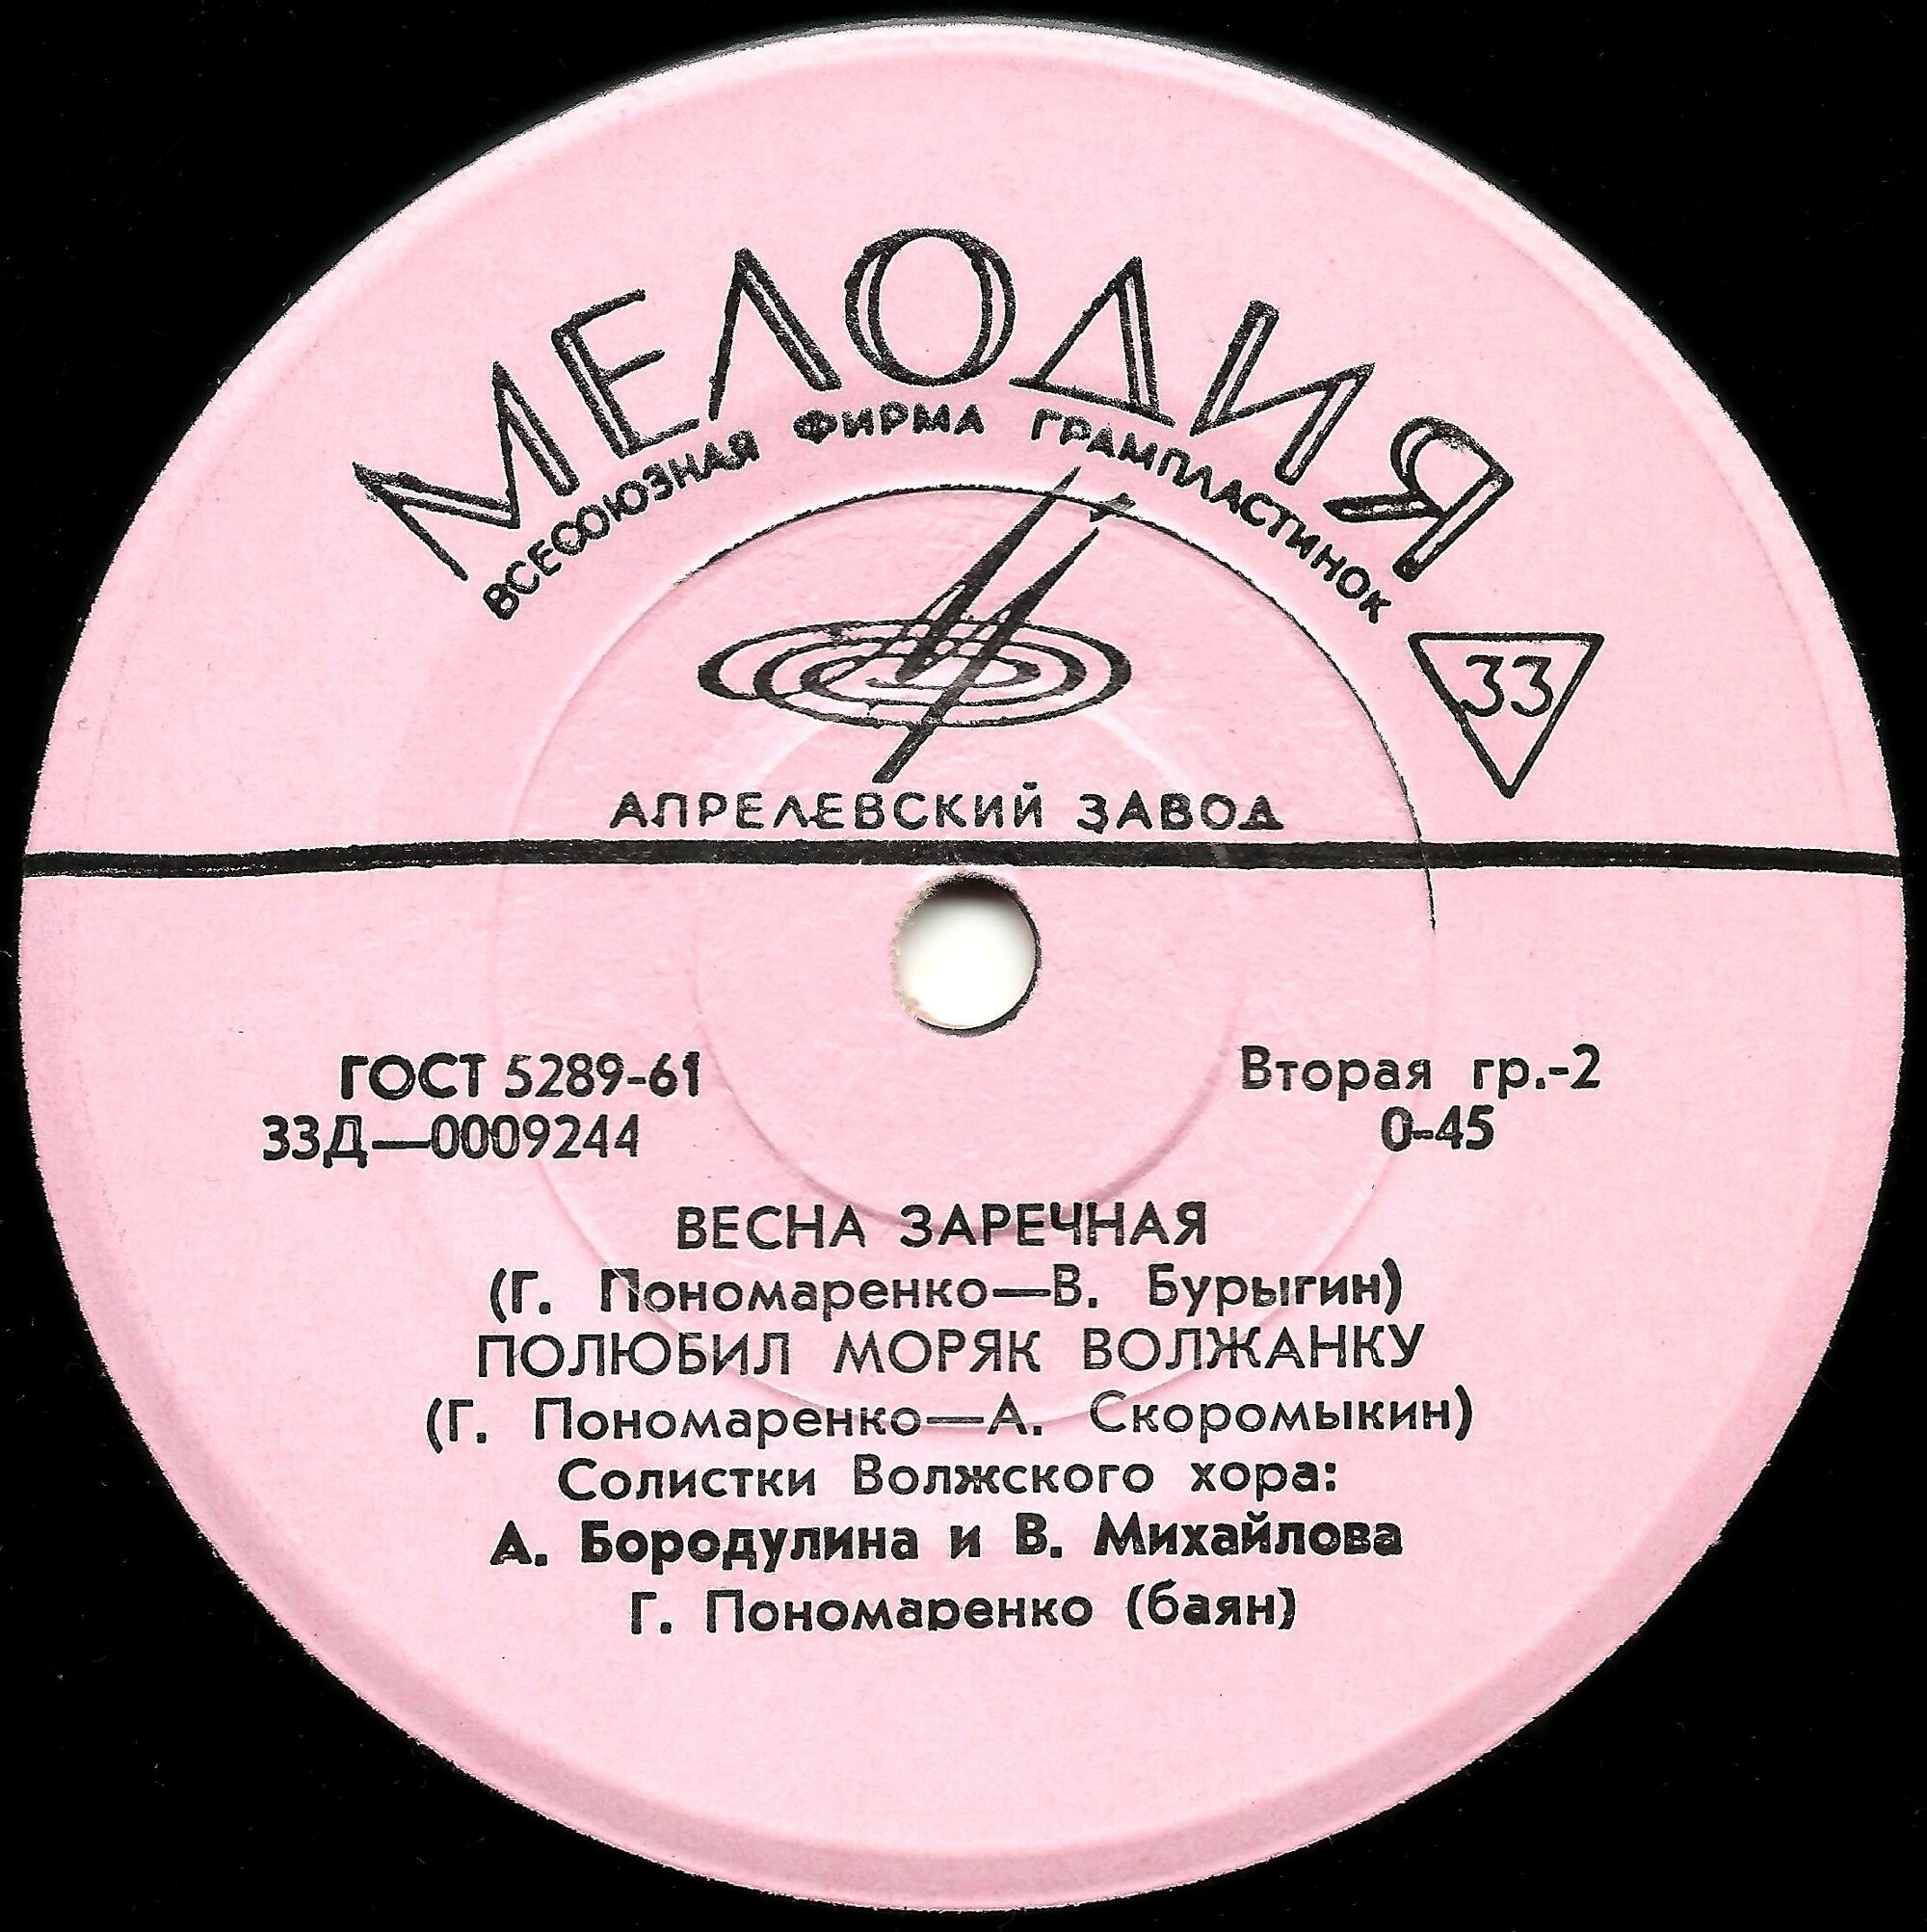 МЕЛОДИЯ
ВСЕСОЮЗНАЯ ФИРМА ГРАМПЛАСТИНОК
33
АПРЕЛЕВСКИЙ ЗАВОД
ГОСТ 5289-61
Вторая гр.-2
33Д—0009244
0-45
ВЕСНА ЗАРЕЧНАЯ
(Г. Пономаренко—В. Бурыгин)
ПОЛЮБИЛ МОРЯК ВОЛЖАНКУ
(Г. Пономаренко—А. Скоромыкин)
Солистки Волжского хора:
А. Бородулина и В. Михайлова
Г. Пономаренко (баян)